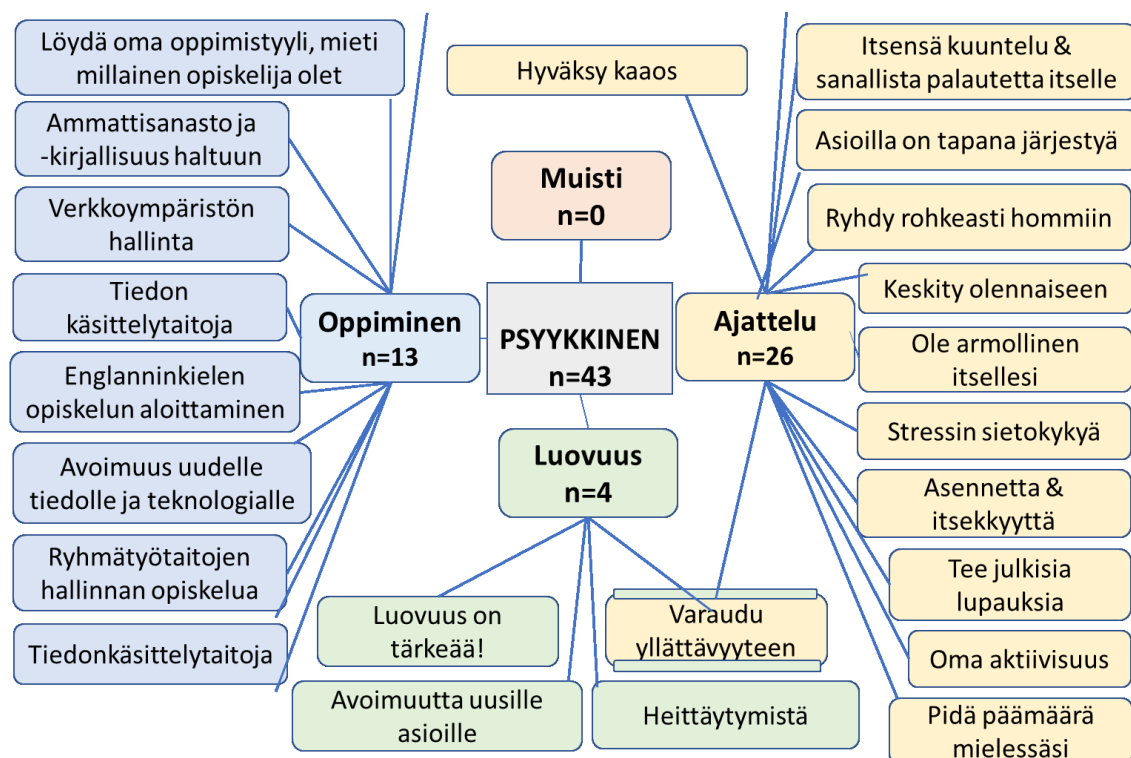 Löydä oma oppimistyyli, mieti
millainen opiskelija olet
Ammattisanasto ja
-kirjallisuus haltuun
Verkkoympäristön
hallinta
Tiedon
käsittelytaitoja
Englanninkielen
opiskelun aloittaminen
Avoimuus uudelle
tiedolle ja teknologialle
Ryhmätyötaitojen
hallinnan opiskelua
Tiedonkäsittelytaitoja
Oppiminen
n=13
Hyväksy kaaos
Muisti
n=0
PSYYKKINEN
n=43
Luovuus
n=4
Luovuus on
tärkeää!
Avoimuutta uusille
asioille
Varaudu
yllättävyyteen
Heittäytymistä
Ajattelu
n=26
Itsensä kuuntelu &
sanallista palautetta itselle
Asioilla on tapana järjestyä
Ryhdy rohkeasti hommiin
Keskity olennaiseen
Ole armollinen
itsellesi
Stressin sietokykyä
Asennetta &
itsekkyyttä
Tee julkisia
lupauksia
Oma aktiivisuus
Pidä päämäärä
mielessäsi